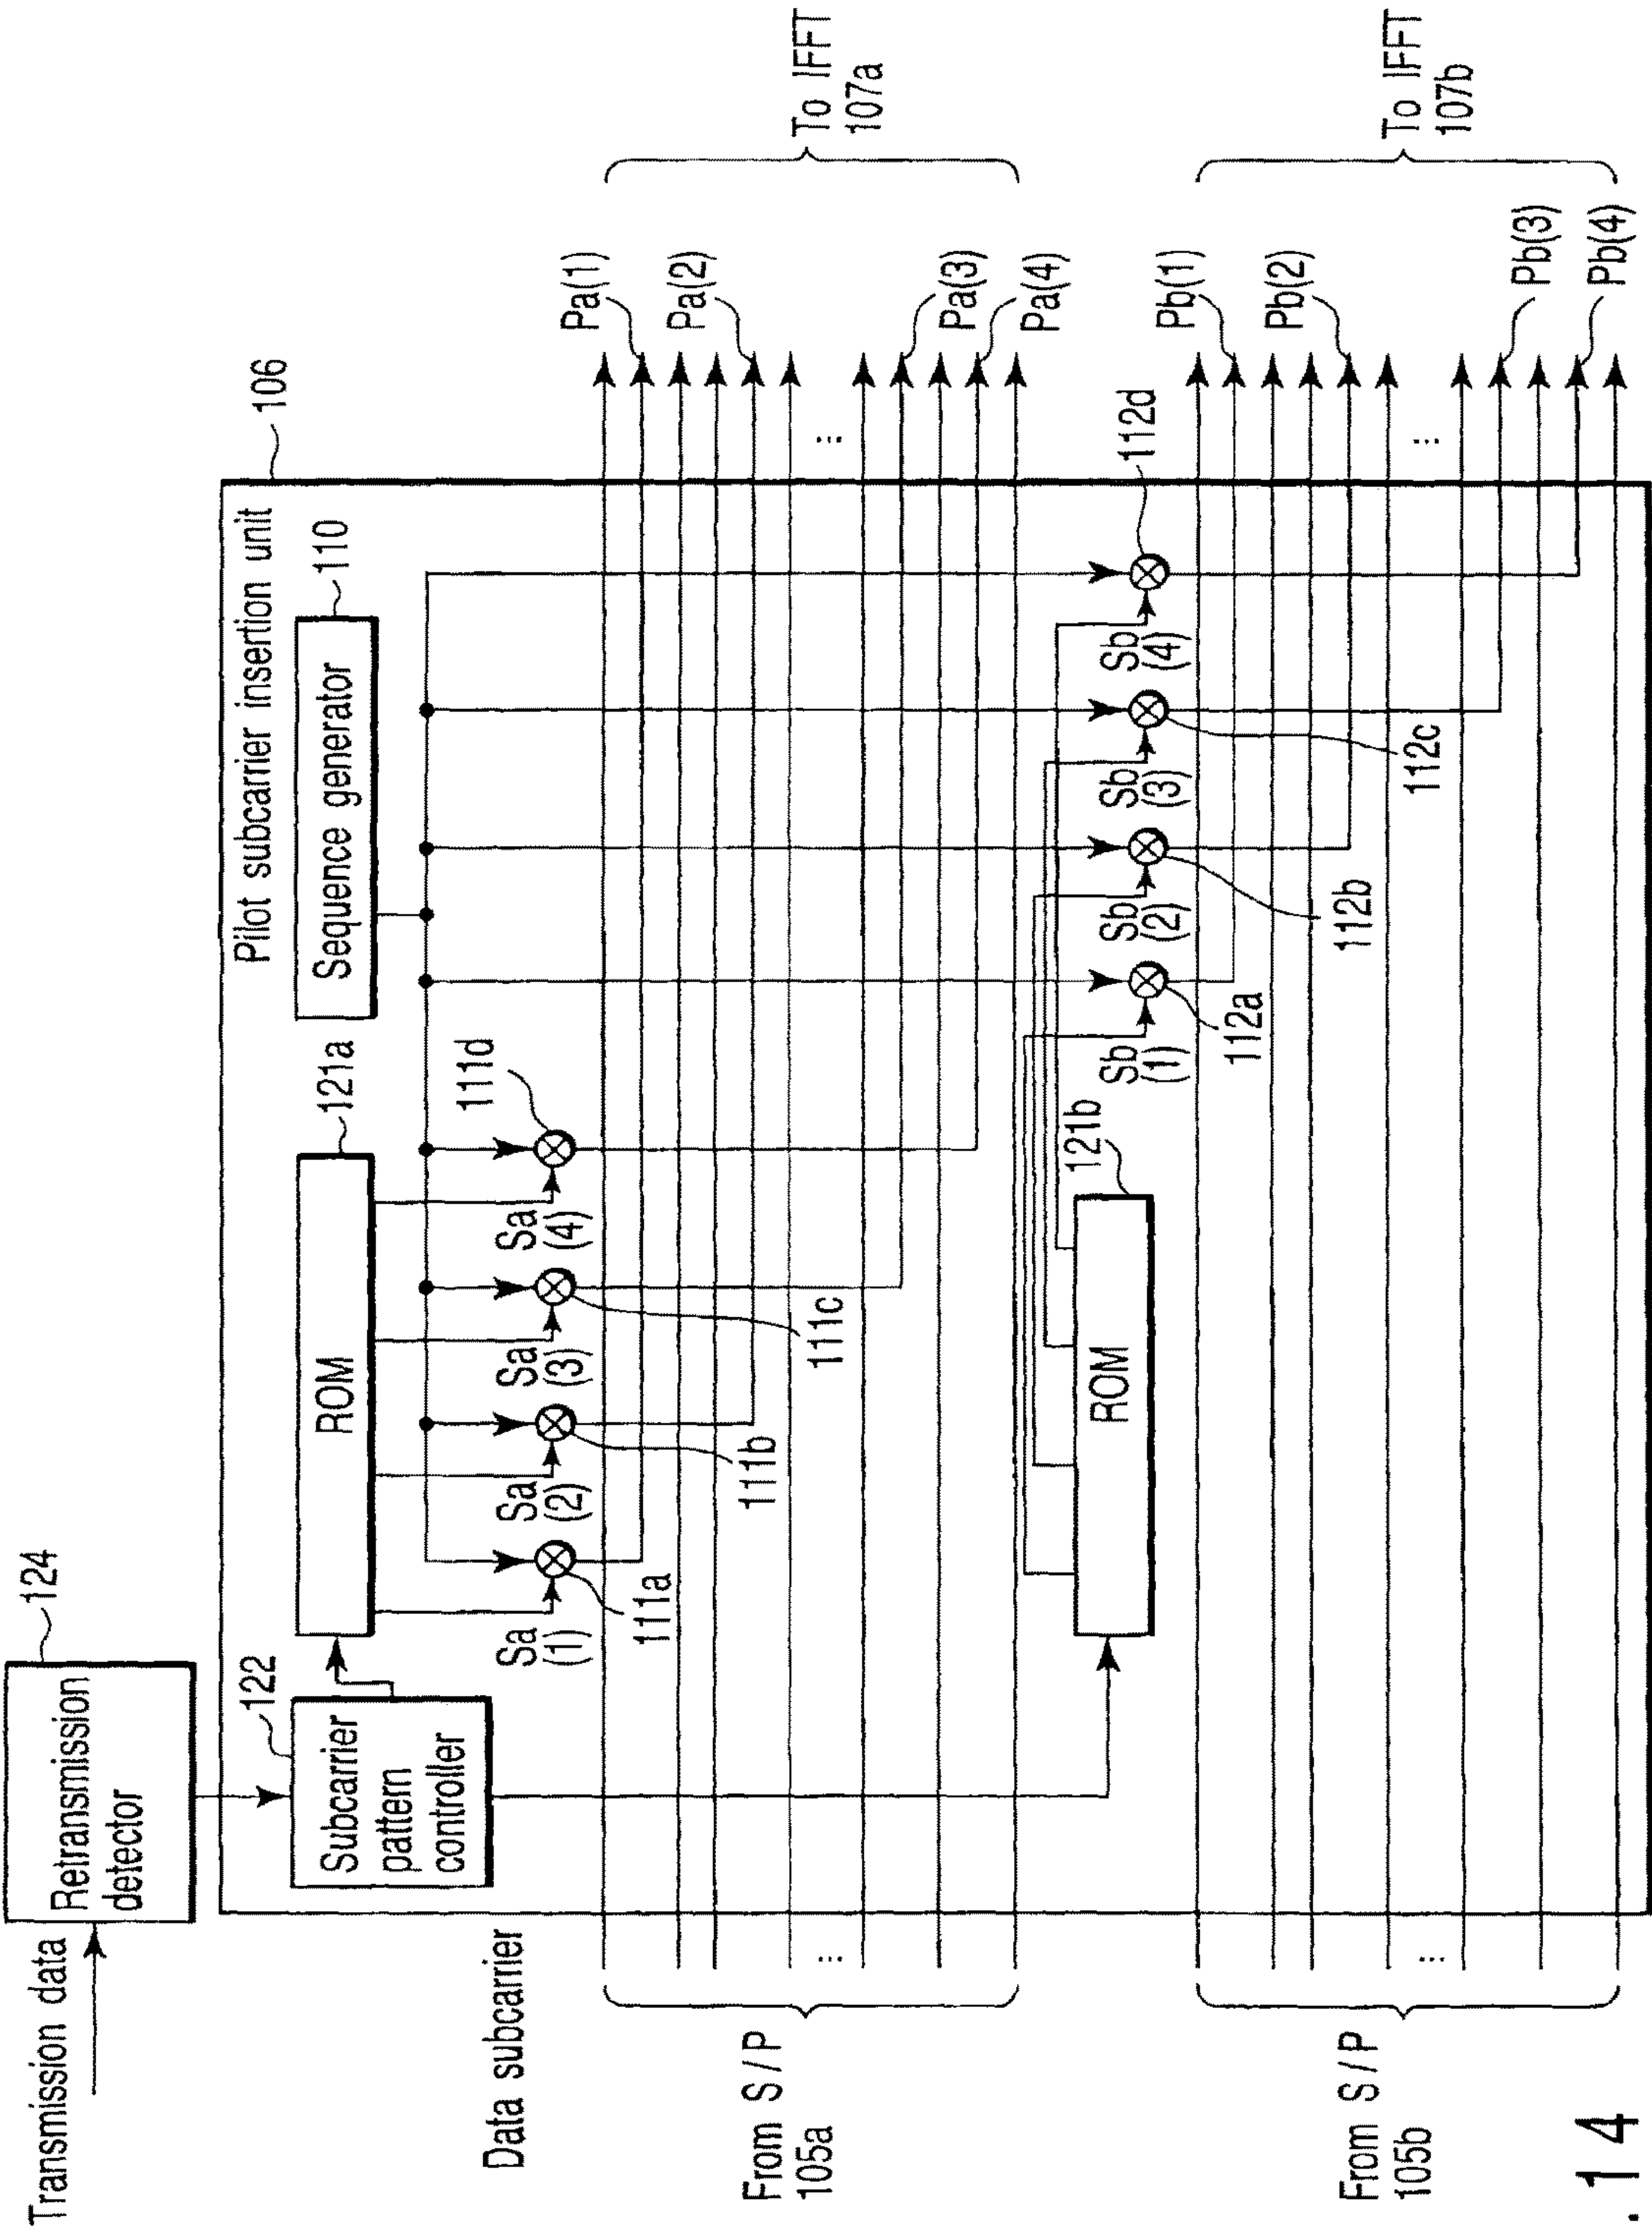 Transmission data
Retransmission
detector
124
Pilot subcarrier insertion unit
106
Subcarrier
pattern
controller
122
ROM
121a
Sequence generator
110
Sa
(1)
Sa
(2)
Sa
(3)
Sa
(4)
111a
111b
111c
111d
Data subcarrier
From S/P
105a
...
...
Pa(1)
Pa(2)
Pa(3)
Pa(4)
To IFFT
107a
ROM
121b
Sb
(1)
Sb
(2)
Sb
(3)
Sb
(4)
112a
112b
112c
112d
From S/P
105b
...
...
Pb(1)
Pb(2)
Pb(3)
Pb(4)
To IFFT
107b
. 14